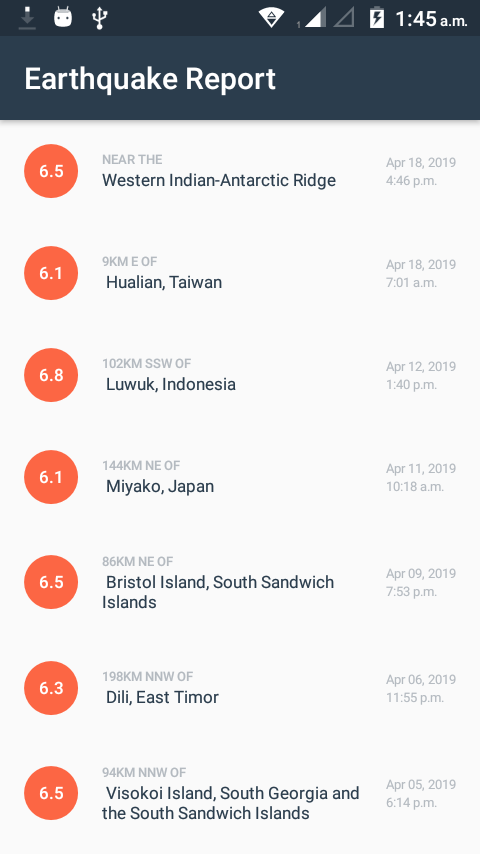 1:45 a.m.
Earthquake Report
6.5
NEAR THE
Western Indian-Antarctic Ridge
Apr 18, 2019
4:46 p.m.
6.1
9KM E OF
Hualian, Taiwan
Apr 18, 2019
7:01 a.m.
6.8
102KM SSW OF
Luwuk, Indonesia
Apr 12, 2019
1:40 p.m.
6.1
144KM NE OF
Miyako, Japan
Apr 11, 2019
10:18 a.m.
6.5
86KM NE OF
Bristol Island, South Sandwich
Islands
Apr 09, 2019
7:53 p.m.
6.3
198KM NNW OF
Dili, East Timor
Apr 06, 2019
11:55 p.m.
6.5
94KM NNW OF
Visokoi Island, South Georgia and
the South Sandwich Islands
Apr 05, 2019
6:14 p.m.